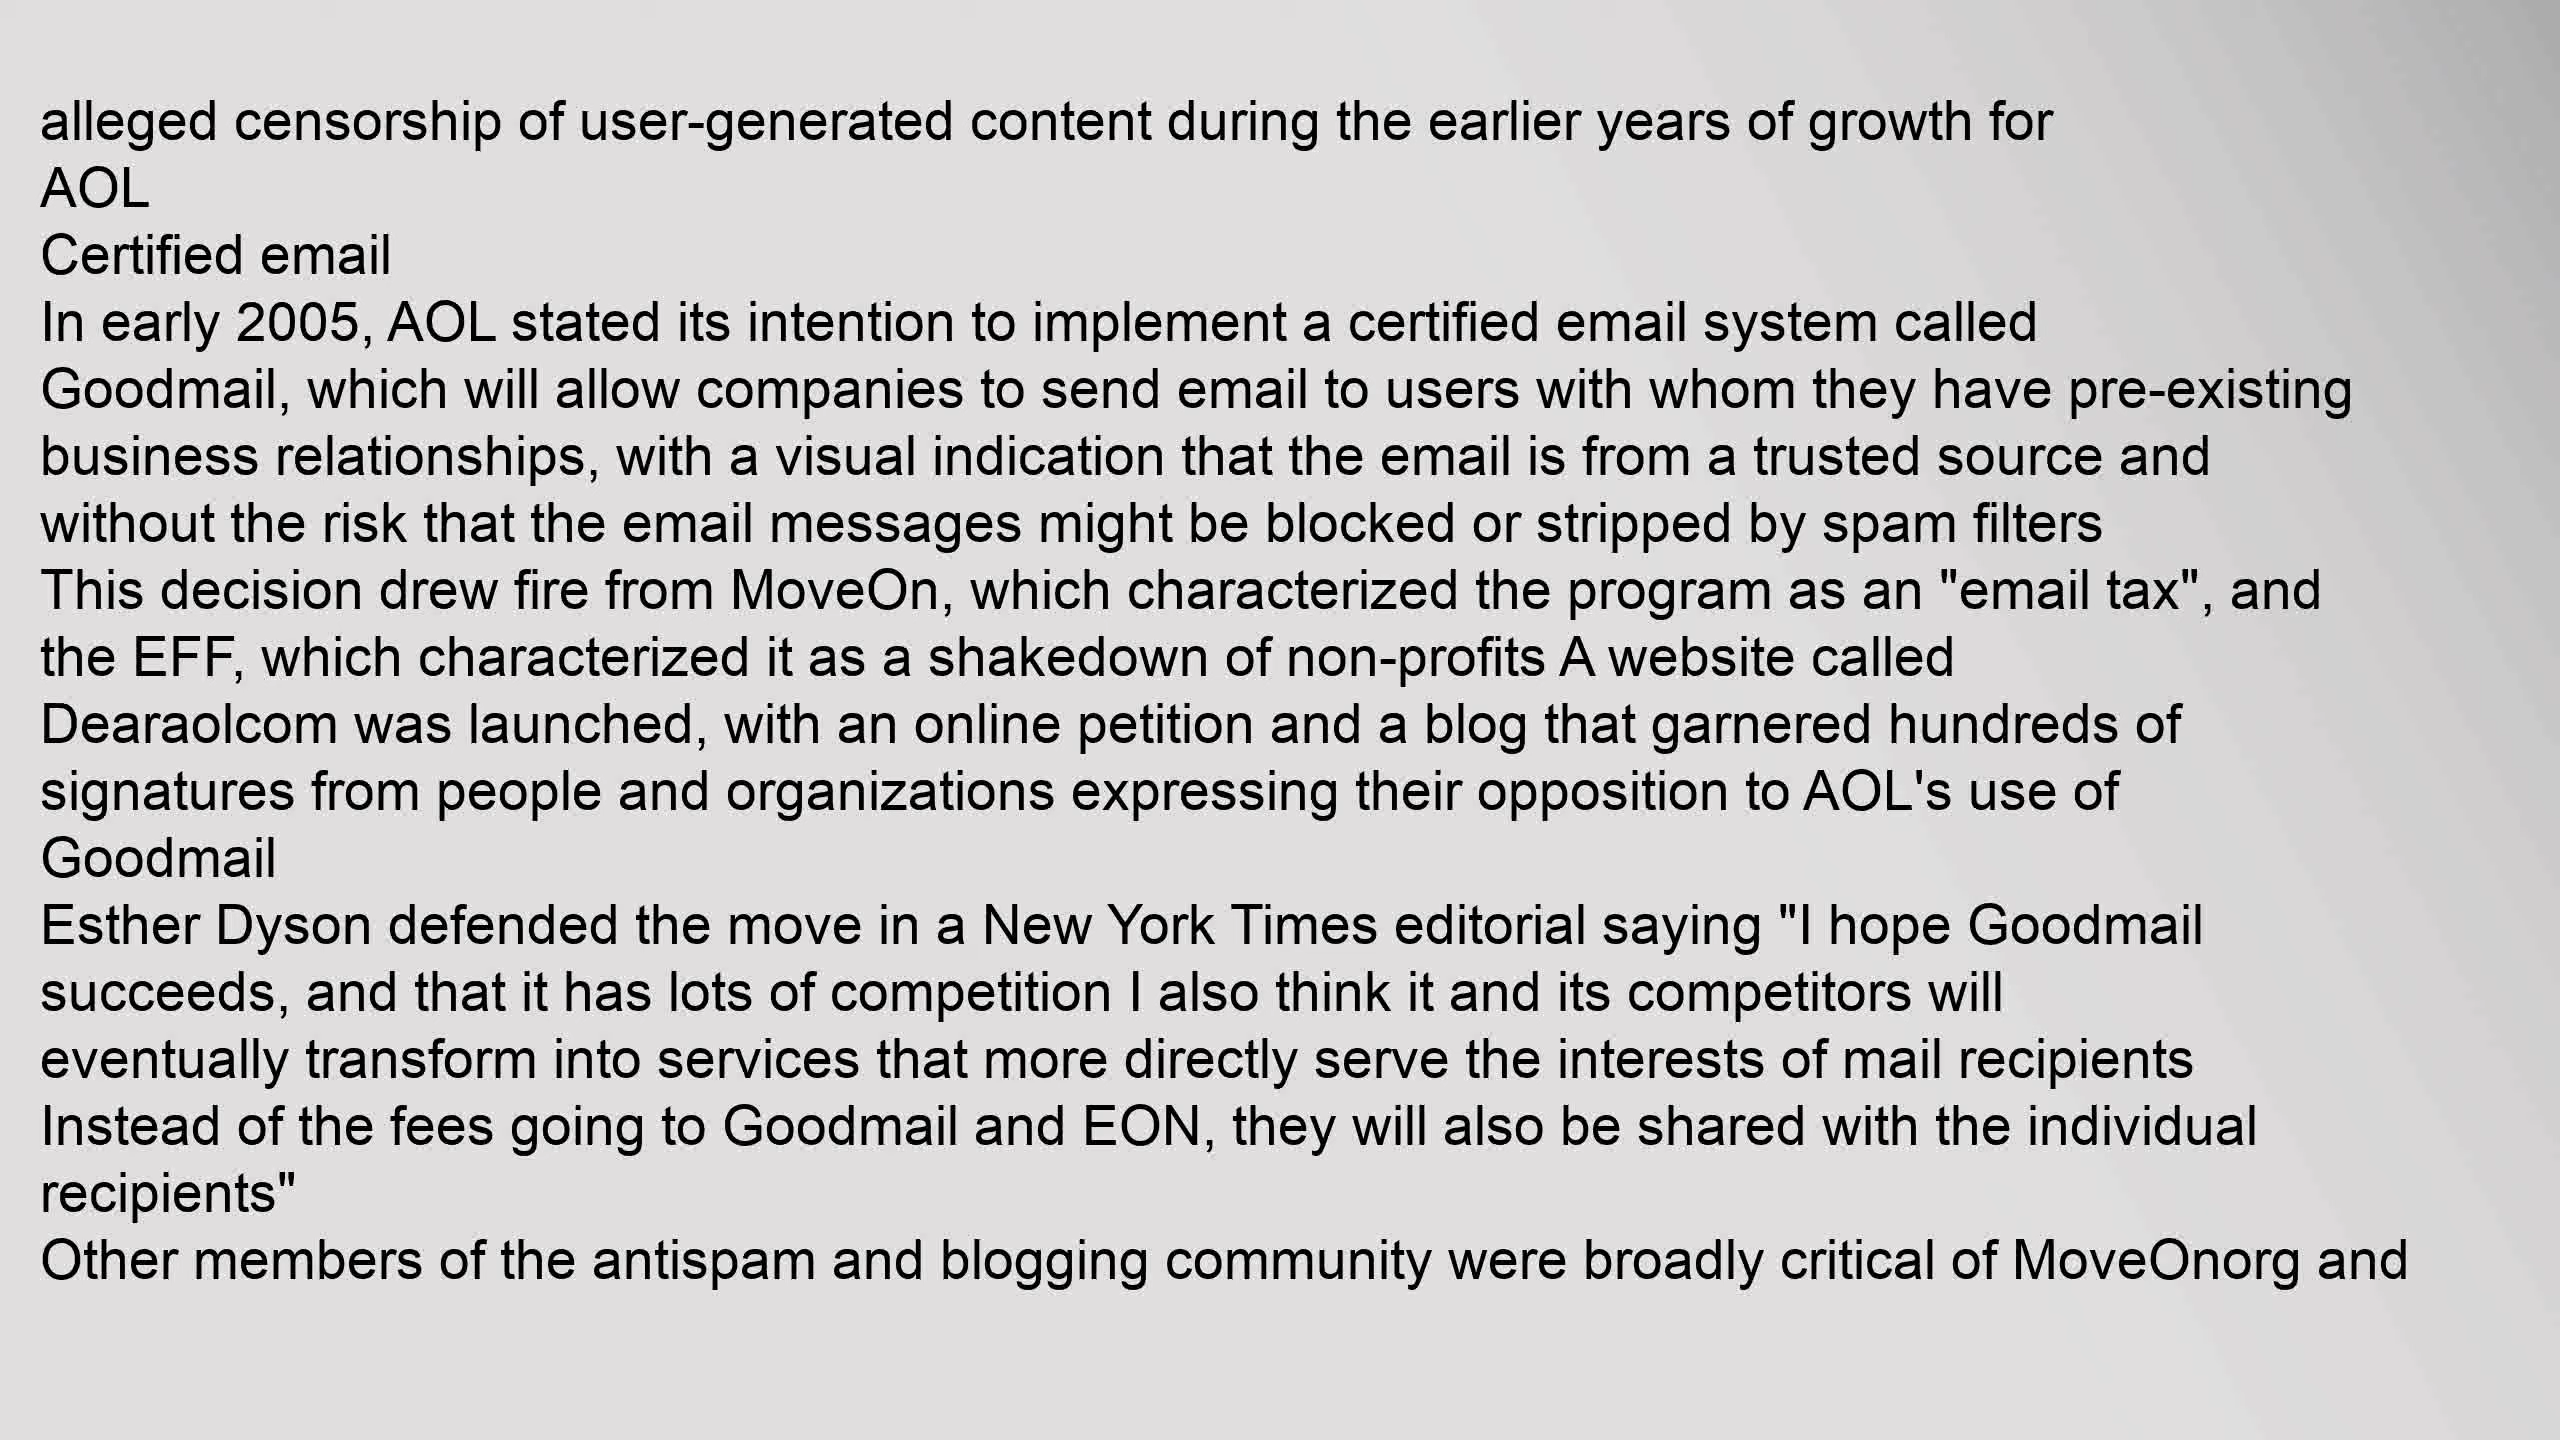 alleged censorship of user-generated content during the earlier years of growth for
AOL
Certified email
In early 2005, AOL stated its intention to implement a certified email system called
Goodmail, which will allow companies to send email to users with whom they have pre-existing
business relationships, with a visual indication that the email is from a trusted source and
without the risk that the email messages might be blocked or stripped by spam filters
This decision drew fire from MoveOn, which characterized the program as an "email tax", and
the EFF, which characterized it as a shakedown of non-profits A website called
Dearaolcom was launched, with an online petition and a blog that garnered hundreds of
signatures from people and organizations expressing their opposition to AOL's use of
Goodmail
Esther Dyson defended the move in a New York Times editorial saying "I hope Goodmail
succeeds, and that it has lots of competition I also think it and its competitors will
eventually transform into services that more directly serve the interests of mail recipients
Instead of the fees going to Goodmail and EON, they will also be shared with the individual
recipients"
Other members of the antispam and blogging community were broadly critical of MoveOnorg and